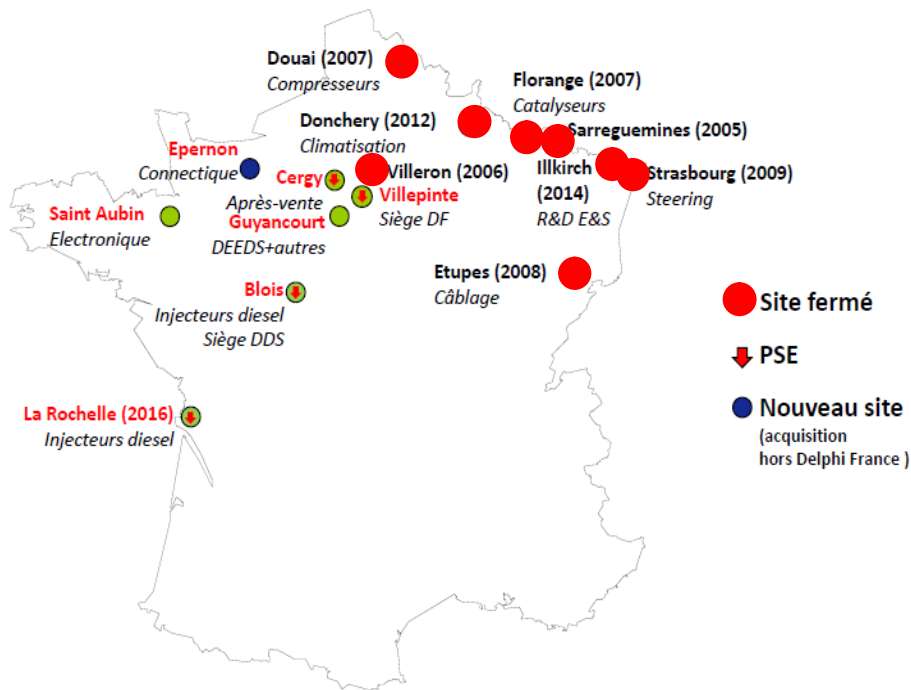 Douai (2007)
Compresseurs
Florange (2007)
Catalyseurs
Donchery (2012)
Climatisation
Sarreguemines (2005)
Epernon
Connectique
Villeron (2006)
Illkirch
(2014)
R&D E&S
Strasbourg (2009)
Steering
Cergy
Après-vente
Villepinte
Siège DF
Saint Aubin
Electronique
Guyancourt
DEEDS+autres
Etupes (2008)
Câblage
Blois
Injecteurs diesel
Siège DDS
La Rochelle (2016)
Injecteurs diesel
Site fermé
PSE
Nouveau site
(acquisition
hors Delphi France )